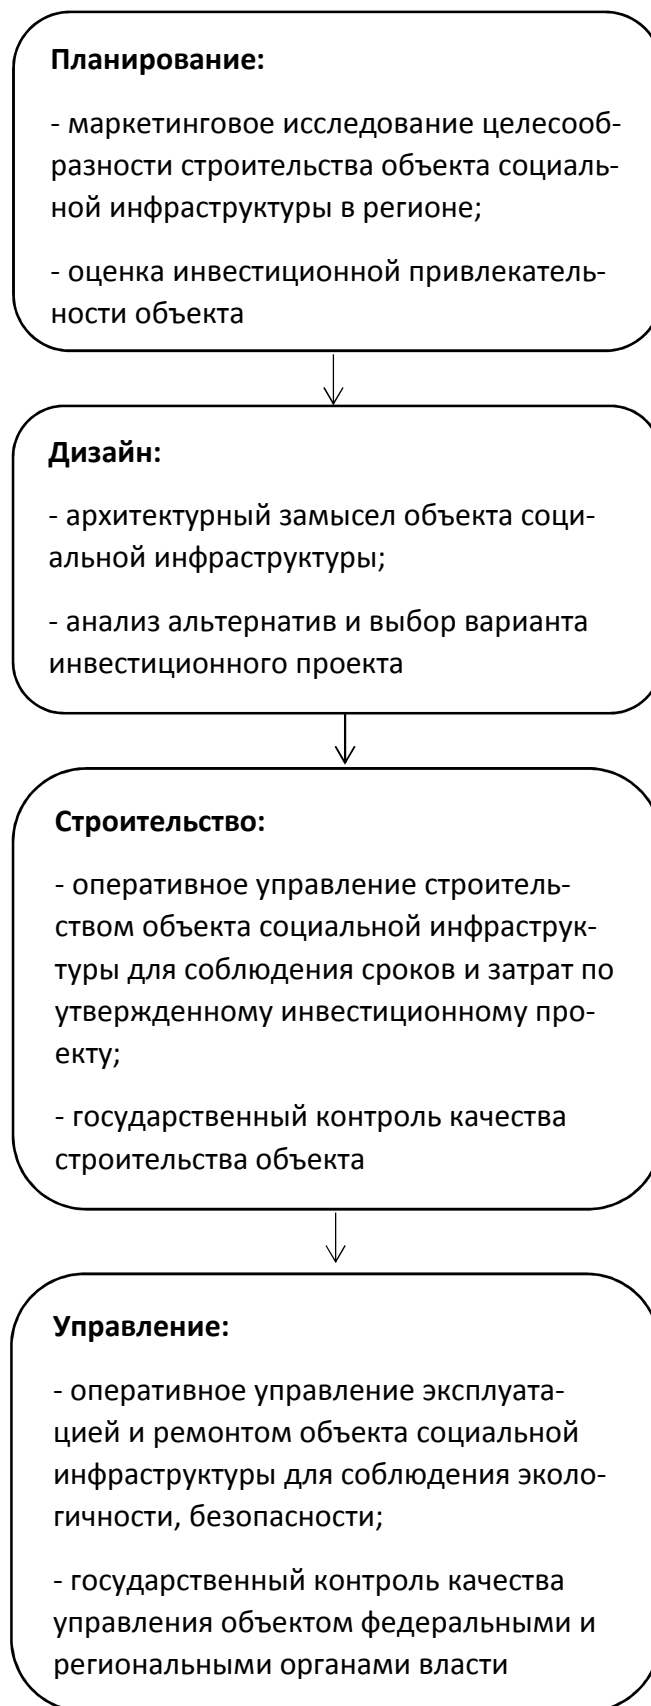 Планирование:
- маркетинговое исследование целесооб-
разности строительства объекта социаль-
ной инфраструктуры в регионе;
- оценка инвестиционной привлекатель-
ности объекта
Дизайн:
- архитектурный замысел объекта соци-
альной инфраструктуры;
- анализ альтернатив и выбор варианта
инвестиционного проекта
Строительство:
- оперативное управление строитель-
ством объекта социальной инфраструк-
туры для соблюдения сроков и затрат по
утвержденному инвестиционному про-
екту;
- государственный контроль качества
строительства объекта
Управление:
- оперативное управление эксплуата-
цией и ремонтом объекта социальной
инфраструктуры для соблюдения эколо-
гичности, безопасности;
- государственный контроль качества
управления объектом федеральными и
региональными органами власти